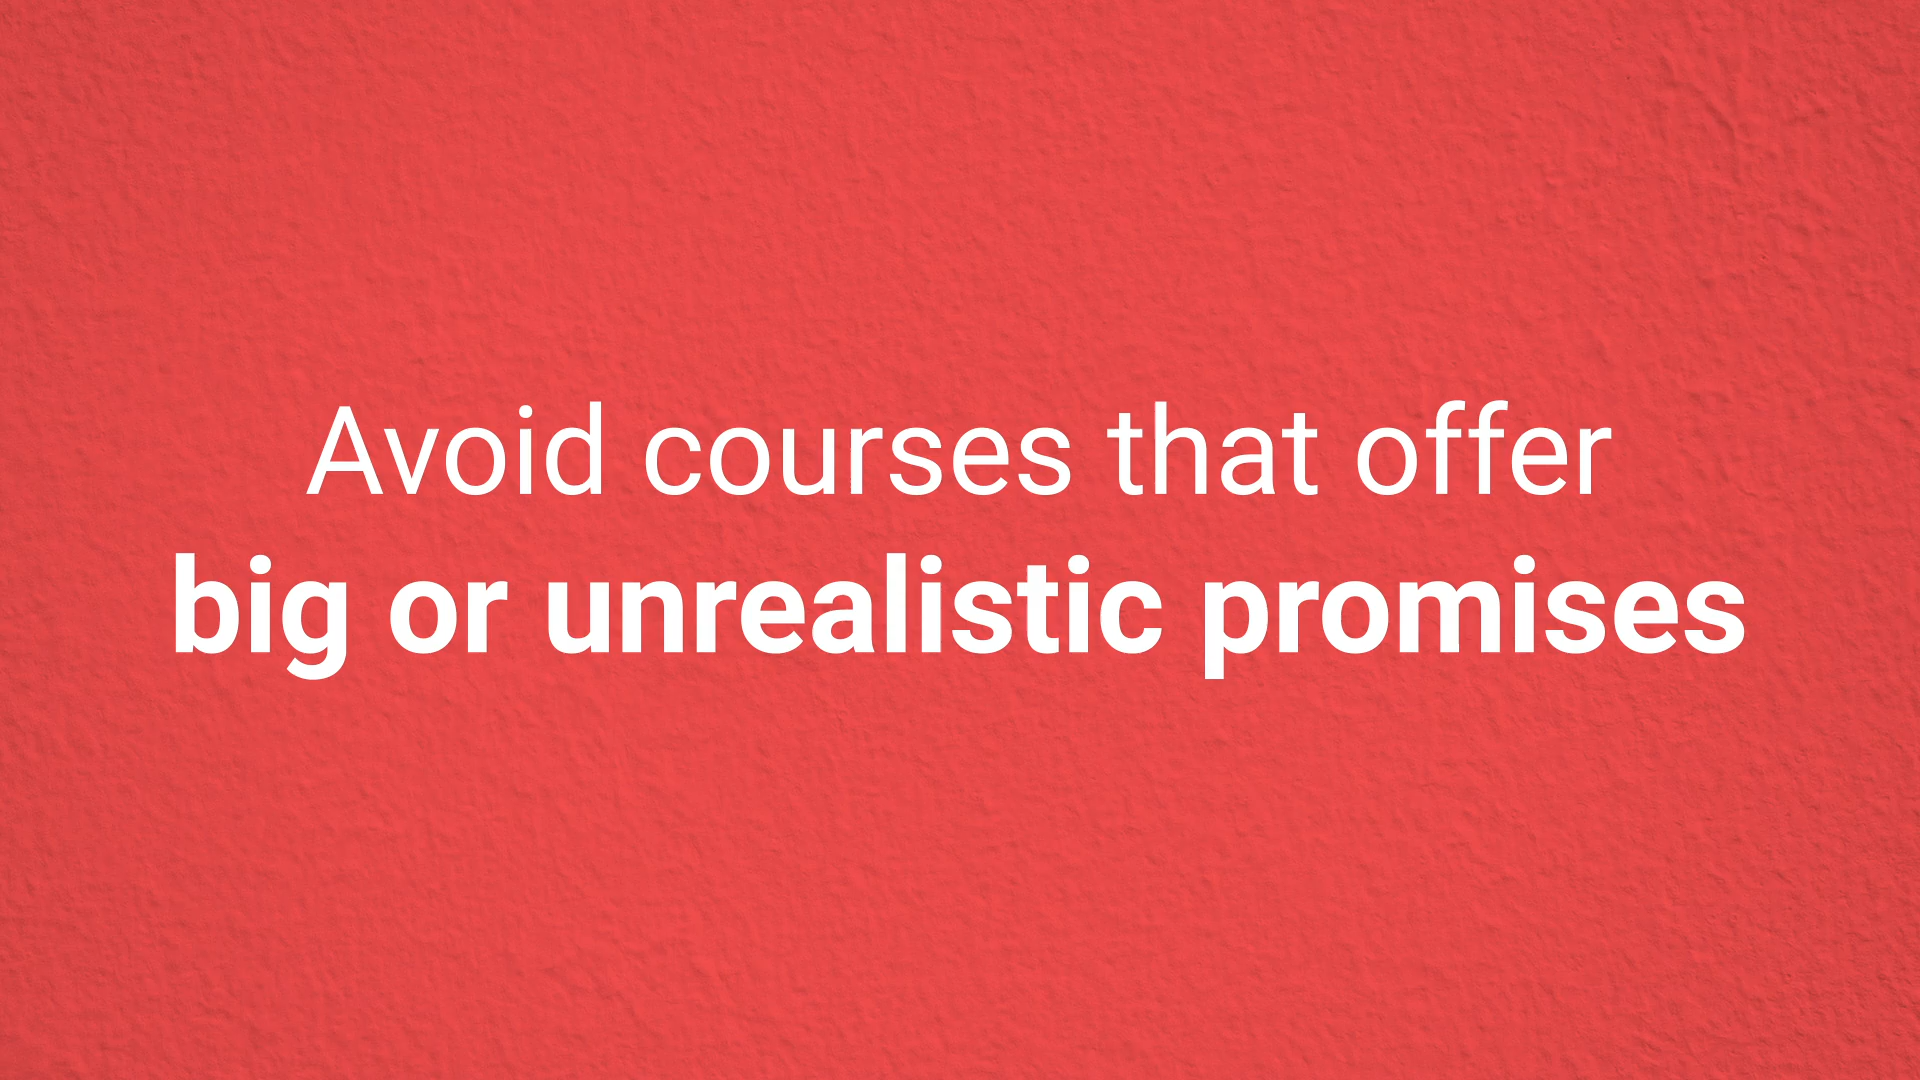 Avoid courses that offer
big or unrealistic promises